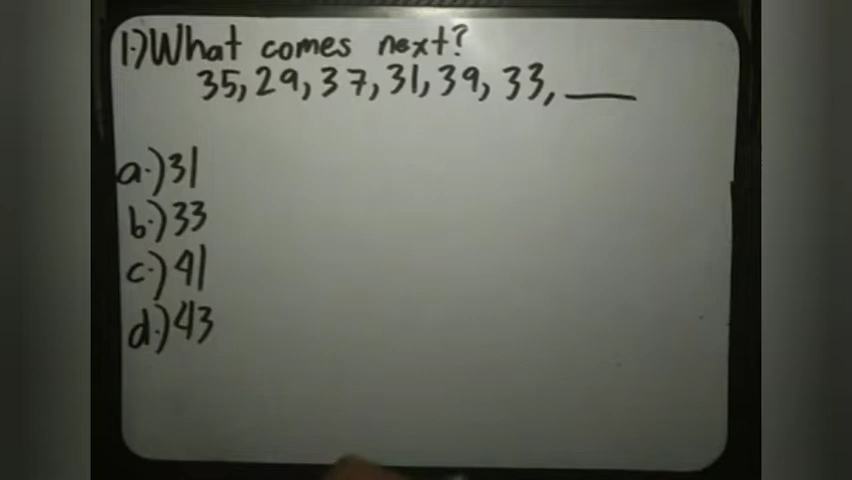 1.) What comes next?
35, 29, 37, 31, 39, 33, ___
a.) 31
b.) 33
c.) 41
d.) 43